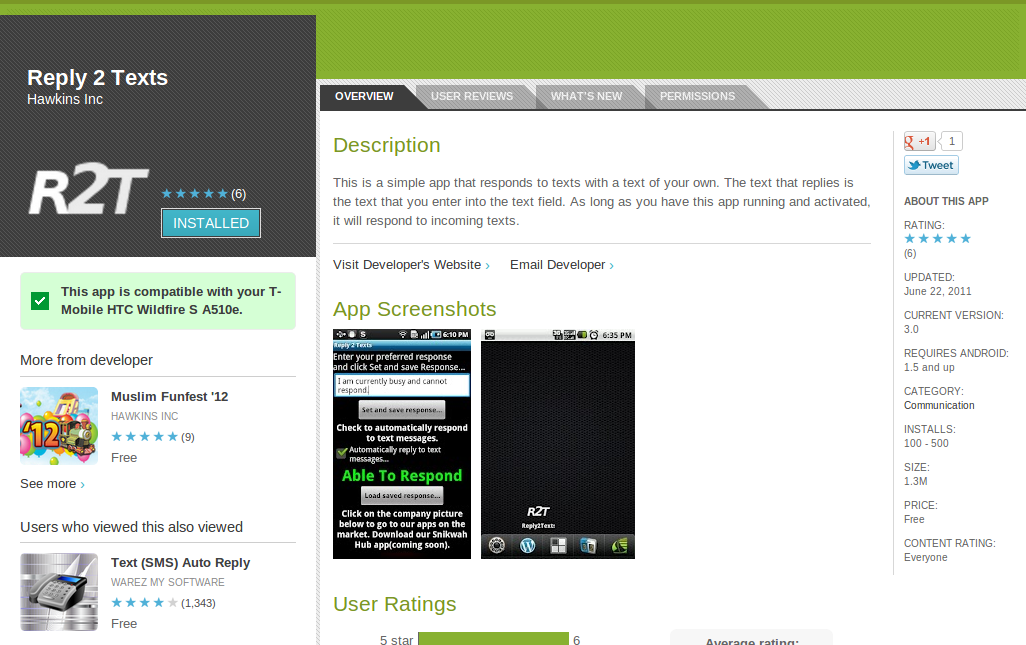 Reply 2 Texts
Hawkins Inc
R2T
(6)
INSTALLED
This app is compatible with your T-
Mobile HTC Wildfire S A510e.
More from developer
'12
Muslim Funfest '12
HAWKINS INC
(9)
Free
See more ›
Users who viewed this also viewed
Text (SMS) Auto Reply
WAREZ MY SOFTWARE
(1,343)
Free
OVERVIEW
USER REVIEWS
WHAT'S NEW
PERMISSIONS
Description
This is a simple app that responds to texts with a text of your own. The text that replies is
the text that you enter into the text field. As long as you have this app running and activated,
it will respond to incoming texts.
Visit Developer's Website ›
Email Developer ›
App Screenshots
6:10 PM
Reply 2 Texts
Enter your preferred response
and click Set and save Response...
I am currently busy and cannot
respond.
Set and save response...
Check to automatically respond
to text messages.
Automatically reply to text
messages...
Able To Respond
Load saved response...
Click on the company picture
below to go to our apps on the
market. Download our Snikwah
Hub app(coming soon).
6:35 PM
R2T
Reply2Texts
User Ratings
5 star
6
Average rating:
g +1
1
Tweet
ABOUT THIS APP
RATING:
(6)
UPDATED:
June 22, 2011
CURRENT VERSION:
3.0
REQUIRES ANDROID:
1.5 and up
CATEGORY:
Communication
INSTALLS:
100 - 500
SIZE:
1.3M
PRICE:
Free
CONTENT RATING:
Everyone